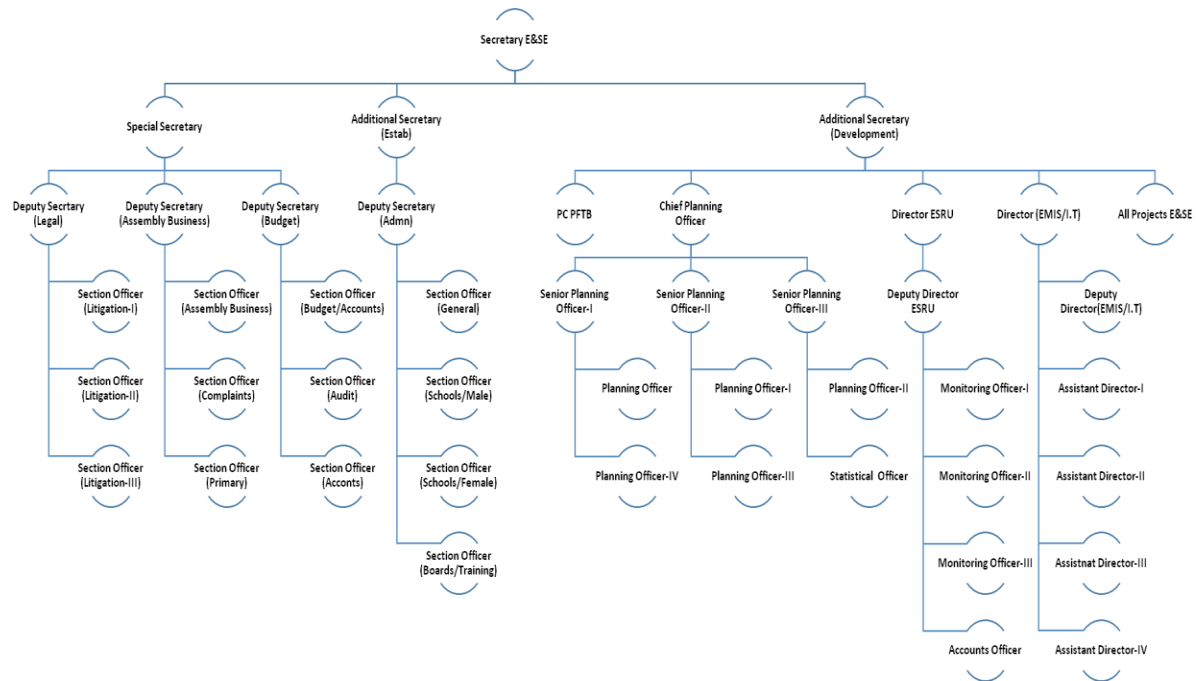 Secretary E&SE
Special Secretary
Additional Secretary
(Estab)
Additional Secretary
(Development)
Deputy Secrtary
(Legal)
Deputy Secretary
(Assembly Business)
Deputy Secretary
(Budget)
Deputy Secretary
(Admn)
PC PFTB
Chief Planning
Officer
Director ESRU
Director (EMIS/I.T)
All Projects E&SE
Section Officer
(Litigation-I)
Section Officer
(Assembly Business)
Section Officer
(Budget/Accounts)
Section Officer
(General)
Senior Planning
Officer-I
Senior Planning
Officer-II
Senior Planning
Officer-III
Deputy Director
ESRU
Deputy
Director(EMIS/I.T)
Section Officer
(Litigation-II)
Section Officer
(Complaints)
Section Officer
(Audit)
Section Officer
(Schools/Male)
Planning Officer
Planning Officer-I
Planning Officer-II
Monitoring Officer-I
Assistant Director-I
Section Officer
(Litigation-III)
Section Officer
(Primary)
Section Officer
(Acconts)
Section Officer
(Schools/Female)
Planning Officer-IV
Planning Officer-III
Statistical Officer
Monitoring Officer-II
Assistant Director-II
Section Officer
(Boards/Training)
Monitoring Officer-III
Assistnat Director-III
Accounts Officer
Assistant Director-IV